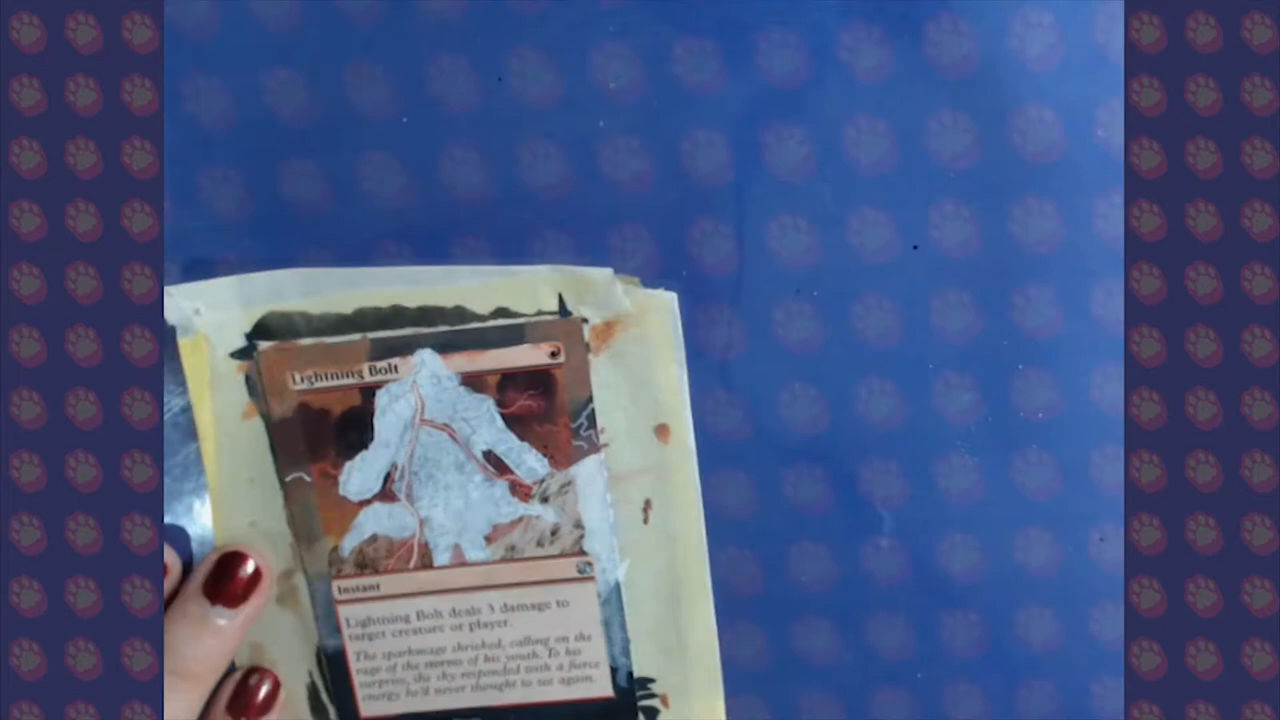 Lightning Bolt
Instant
Lightning Bolt deals 3 damage to
target creature or player.
The sparkmage shrieked, calling on the
rage of the storms of his youth. To his
surprise, the sky responded with a fierce
energy he'd never thought to see again.